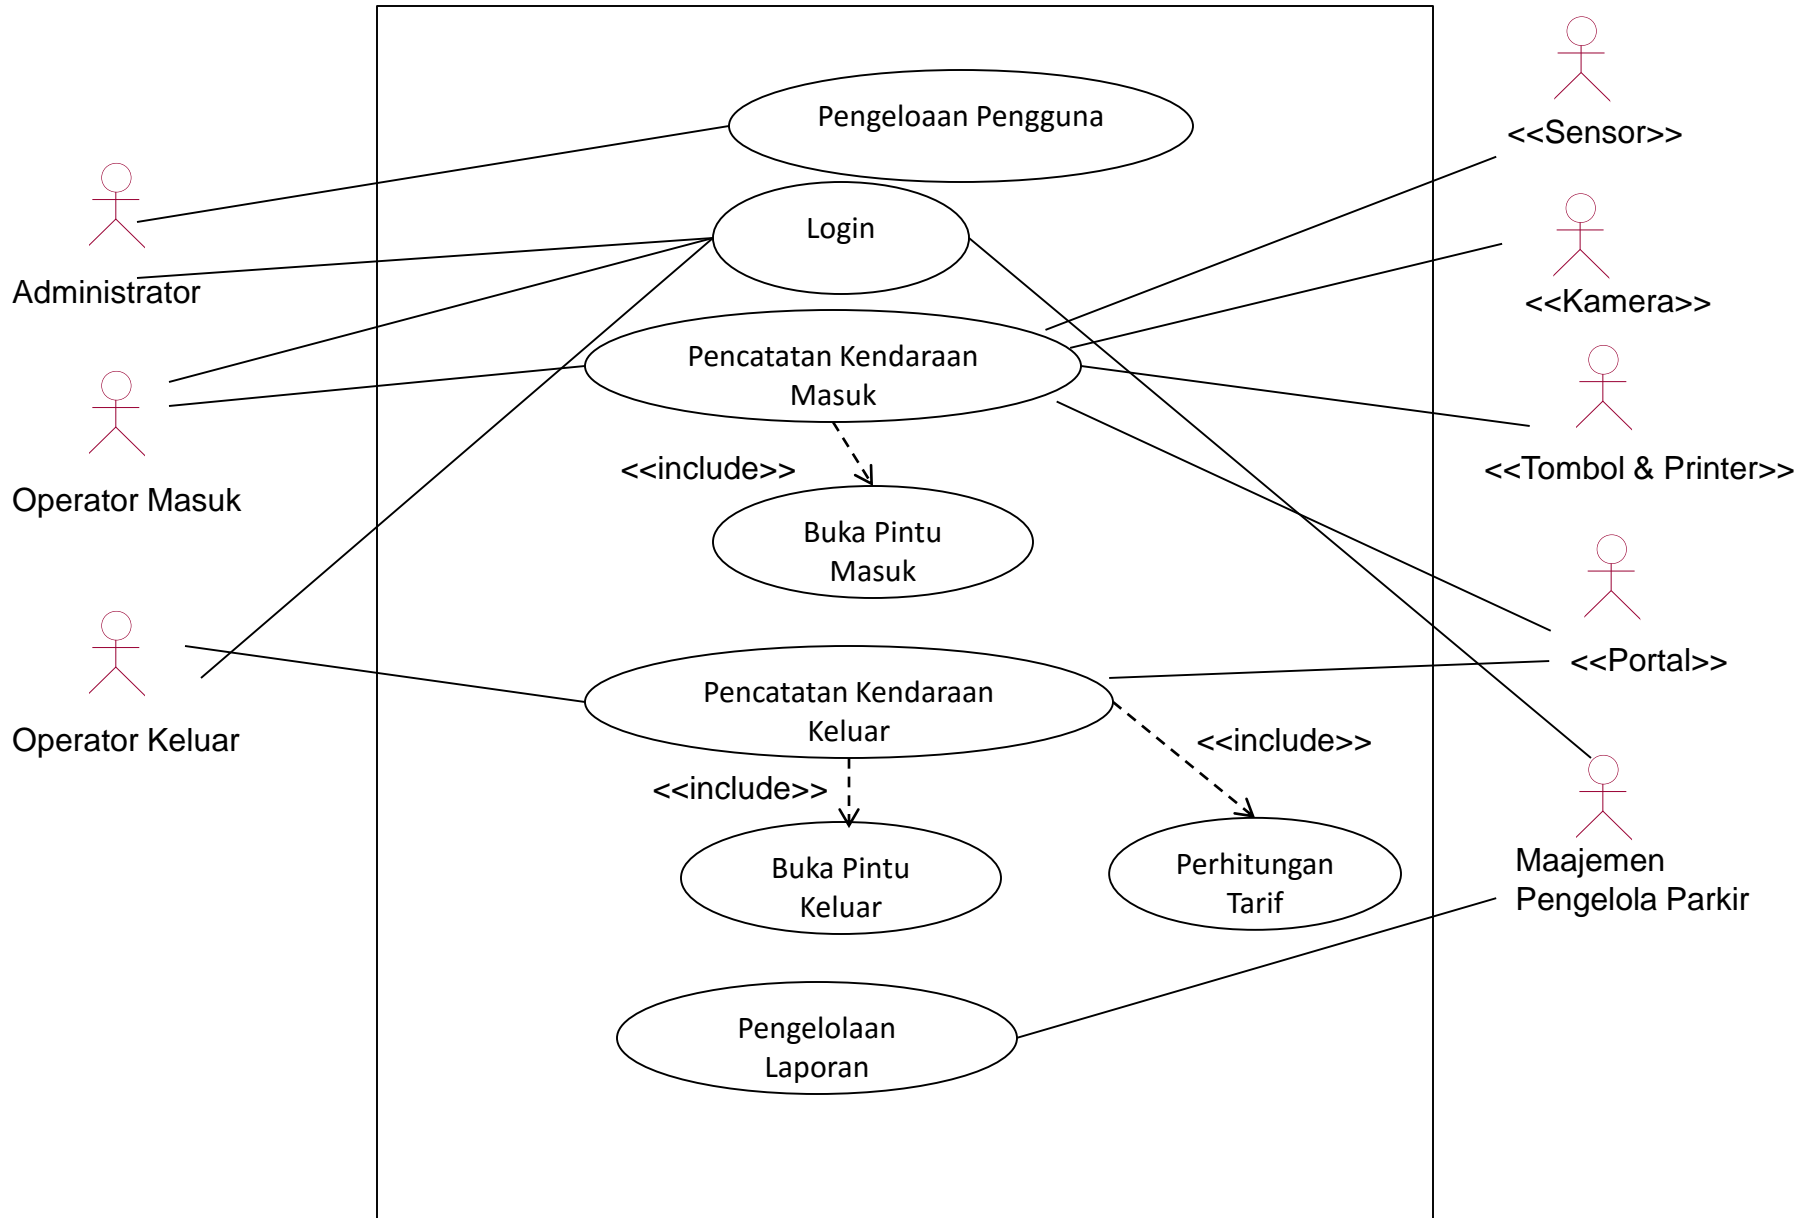 Pengeloaan Pengguna
<<Sensor>>
Login
Administrator
<<Kamera>>
Pencatatan Kendaraan
Masuk
Operator Masuk
<<include>>
<<Tombol & Printer>>
Buka Pintu
Masuk
<<Portal>>
Pencatatan Kendaraan
Keluar
Operator Keluar
<<include>>
<<include>>
Buka Pintu
Keluar
Perhitungan
Tarif
Maajemen
Pengelola Parkir
Pengelolaan
Laporan